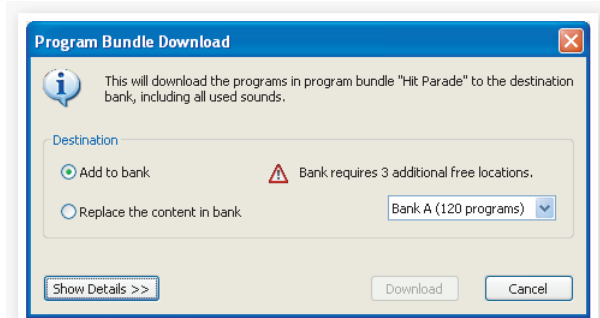 Program Bundle Download
This will download the programs in program bundle "Hit Parade" to the destination
bank, including all used sounds.
Destination
Add to bank
Bank requires 3 additional free locations.
Replace the content in bank
Bank A (120 programs)
Show Details >>
Download
Cancel